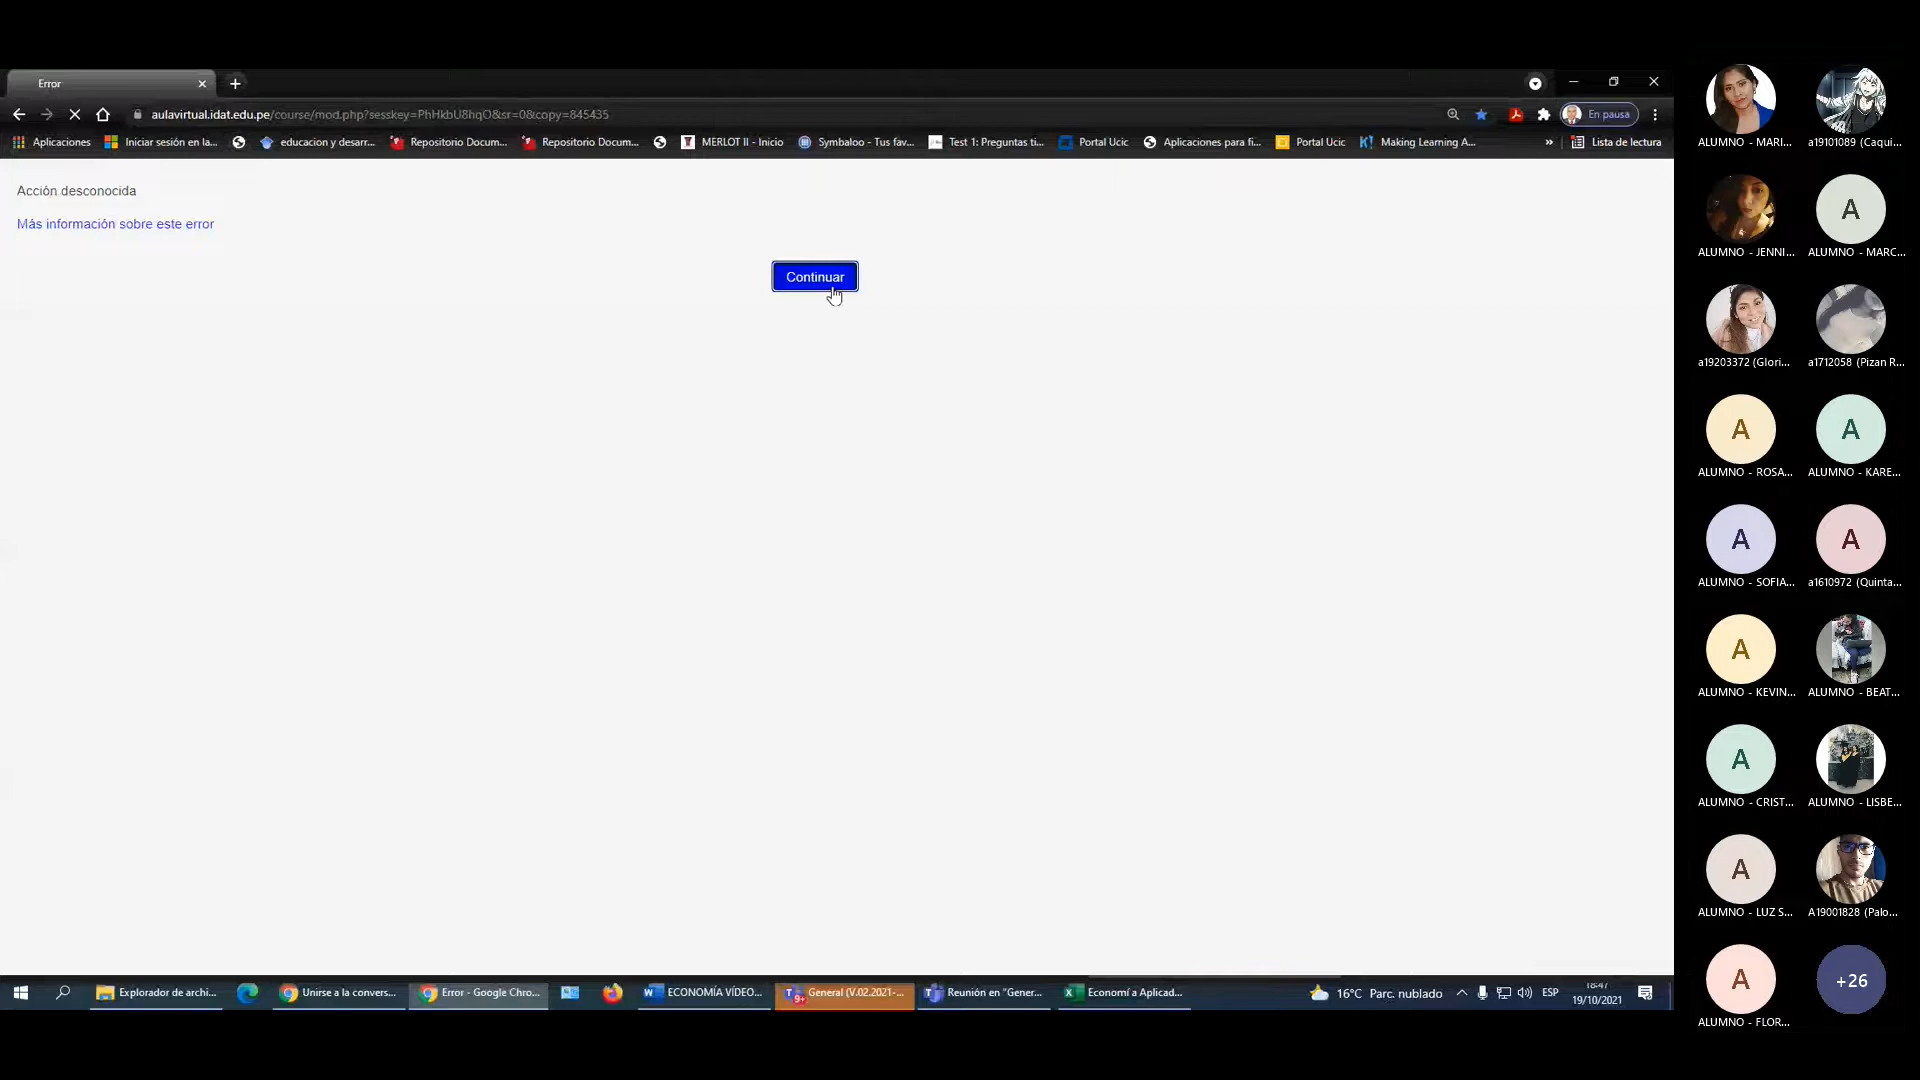 Error
aulavirtual.idat.edu.pe/course/mod.php?sesskey=PhHkbU8hqO&sr=0&copy=845435
En pausa
Aplicaciones
Iniciar sesión en la...
educacion y desarr...
Repositorio Docum...
Repositorio Docum...
MERLOT II - Inicio
Symbaloo - Tus fav...
Test 1: Preguntas ti...
Portal Ucic
Aplicaciones para fi...
Portal Ucic
Making Learning A...
»
Lista de lectura
Acción desconocida
Más información sobre este error
Continuar
ALUMNO - MARI...
a19101089 (Caqui...
ALUMNO - JENNI...
A
ALUMNO - MARC...
a19203372 (Glori...
a1712058 (Pizan R...
A
ALUMNO - ROSA...
A
ALUMNO - KARE...
A
ALUMNO - SOFIA...
A
a1610972 (Quinta...
A
ALUMNO - KEVIN...
ALUMNO - BEAT...
A
ALUMNO - CRIST...
ALUMNO - LISBE...
A
ALUMNO - LUZ S...
A19001828 (Palo...
A
ALUMNO - FLOR...
+26
Explorador de archi...
Unirse a la convers...
Error - Google Chro...
ECONOMÍA VÍDEO...
9+
General (V.02.2021-...
Reunión en "Gener...
Economí a Aplicad...
16°C Parc. nublado
ESP
18:47
19/10/2021